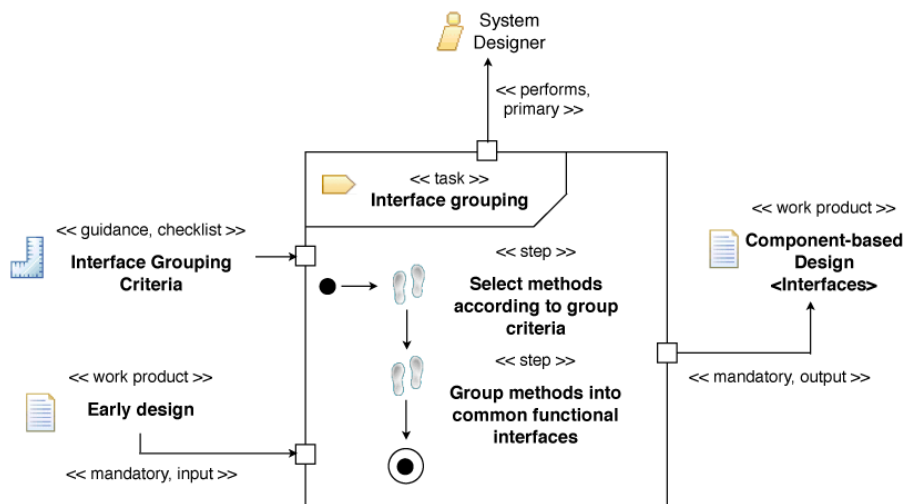 System
Designer
<< performs,
primary >>
<< task >>
Interface grouping
<< guidance, checklist >>
Interface Grouping
Criteria
<< step >>
Select methods
according to group
criteria
<< work product >>
Component-based
Design
<Interfaces>
<< step >>
Group methods into
common functional
interfaces
<< mandatory, output >>
<< work product >>
Early design
<< mandatory, input >>